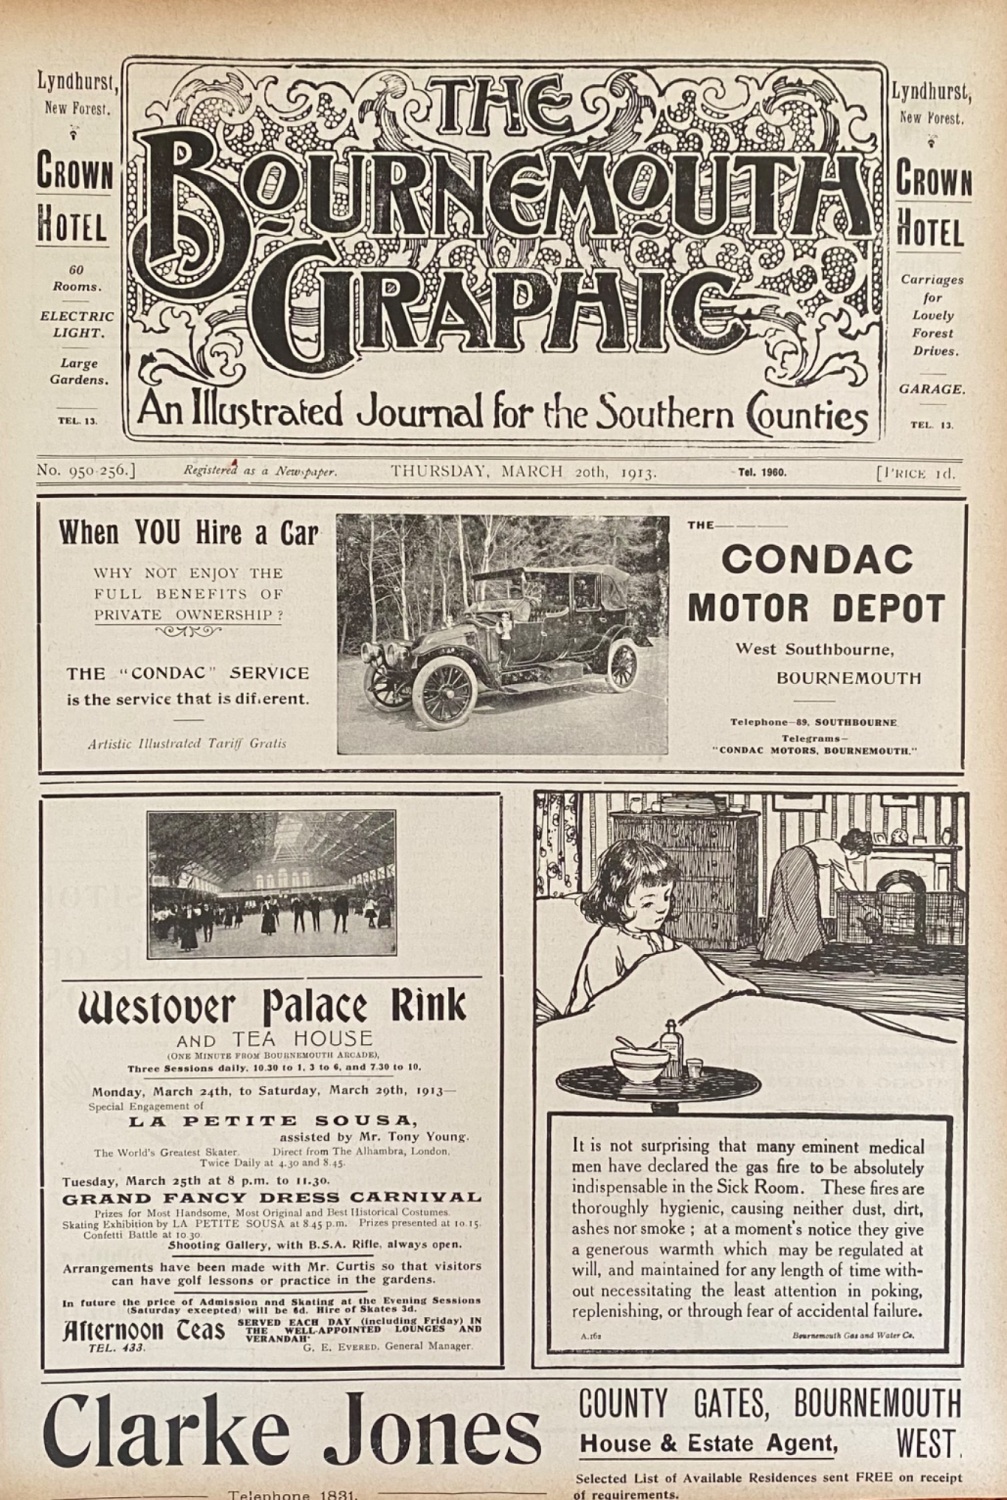 Lyndhurst,
New Forest.
CROWN
HOTEL
60
Rooms.
ELECTRIC
LIGHT.
Large
Gardens.
TEL. 13.
THE
BOURNEMOUTH
GRAPHIC
An Illustrated Journal for the Southern Counties
Lyndhurst,
New Forest.
CROWN
HOTEL
Carriages
for
Lovely
Forest
Drives.
GARAGE.
TEL. 13.
No. 950-256.] Registered as a Newspaper. THURSDAY, MARCH 20th, 1913. Tel. 1960. [PRICE 1d.
When YOU Hire a Car
WHY NOT ENJOY THE
FULL BENEFITS OF
PRIVATE OWNERSHIP?
THE "CONDAC" SERVICE
is the service that is different.
Artistic Illustrated Tariff Gratis
THE
CONDAC
MOTOR DEPOT
West Southbourne,
BOURNEMOUTH
Telephone—89, SOUTHBOURNE
Telegrams—
"CONDAC MOTORS, BOURNEMOUTH."
Westover Palace Rink
AND TEA HOUSE
(ONE MINUTE FROM BOURNEMOUTH ARCADE),
Three Sessions daily, 10.30 to 1, 3 to 6, and 7.30 to 10,
Monday, March 24th, to Saturday, March 29th, 1913—
Special Engagement of
LA PETITE SOUSA,
assisted by Mr. Tony Young.
The World's Greatest Skater. Direct from The Alhambra, London.
Twice Daily at 4.30 and 8.45.
Tuesday, March 25th at 8 p.m. to 11.30.
GRAND FANCY DRESS CARNIVAL
Prizes for Most Handsome, Most Original and Best Historical Costumes.
Skating Exhibition by LA PETITE SOUSA at 8.45 p.m. Prizes presented at 10.15.
Confetti Battle at 10.30
Shooting Gallery, with B.S.A. Rifle, always open.
Arrangements have been made with Mr. Curtis so that visitors
can have golf lessons or practice in the gardens.
In future the price of Admission and Skating at the Evening Sessions
(Saturday excepted) will be 6d. Hire of Skates 3d.
Afternoon Teas SERVED EACH DAY (including Friday) IN
THE WELL-APPOINTED LOUNGES AND
VERANDAH
TEL. 433. G. E. EVERED, General Manager.
It is not surprising that many eminent medical
men have declared the gas fire to be absolutely
indispensable in the Sick Room. These fires are
thoroughly hygienic, causing neither dust, dirt,
ashes nor smoke; at a moment's notice they give
a generous warmth which may be regulated at
will, and maintained for any length of time with-
out necessitating the least attention in poking,
replenishing, or through fear of accidental failure.
A.162 Bournemouth Gas and Water Co.
Clarke Jones
Telephone 1831.
COUNTY GATES, BOURNEMOUTH
House & Estate Agent, WEST.
Selected List of Available Residences sent FREE on receipt
of requirements.